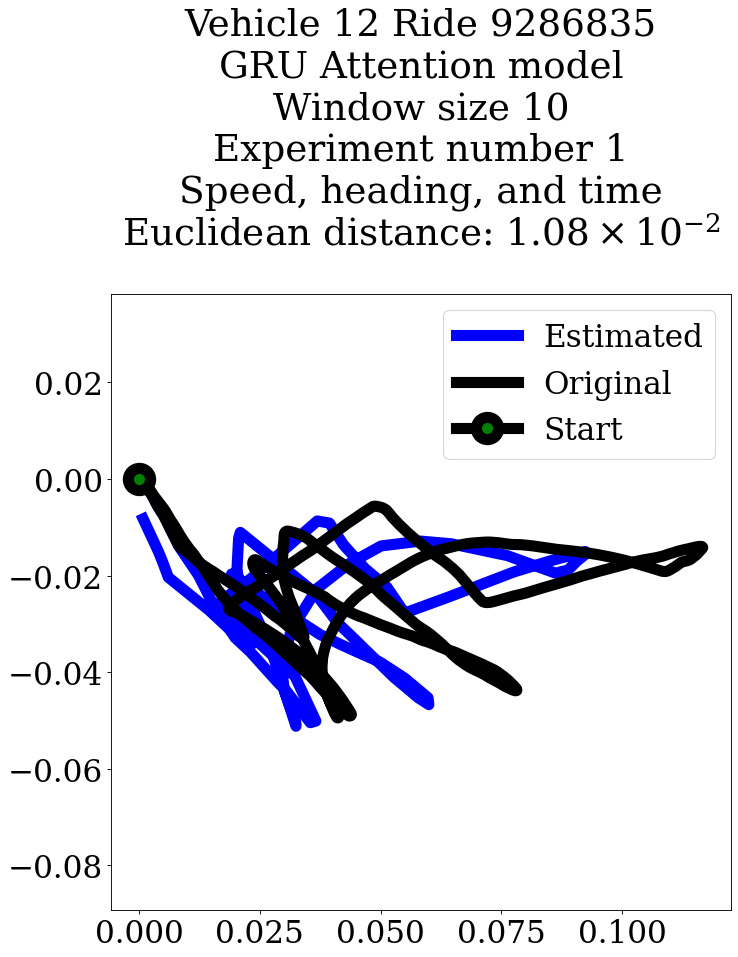 Vehicle 12 Ride 9286835
GRU Attention model
Window size 10
Experiment number 1
Speed, heading, and time
Euclidean distance: 1.08 × 10⁻²
Estimated
Original
Start
0.02
0.00
−0.02
−0.04
−0.06
−0.08
0.000 0.025 0.050 0.075 0.100